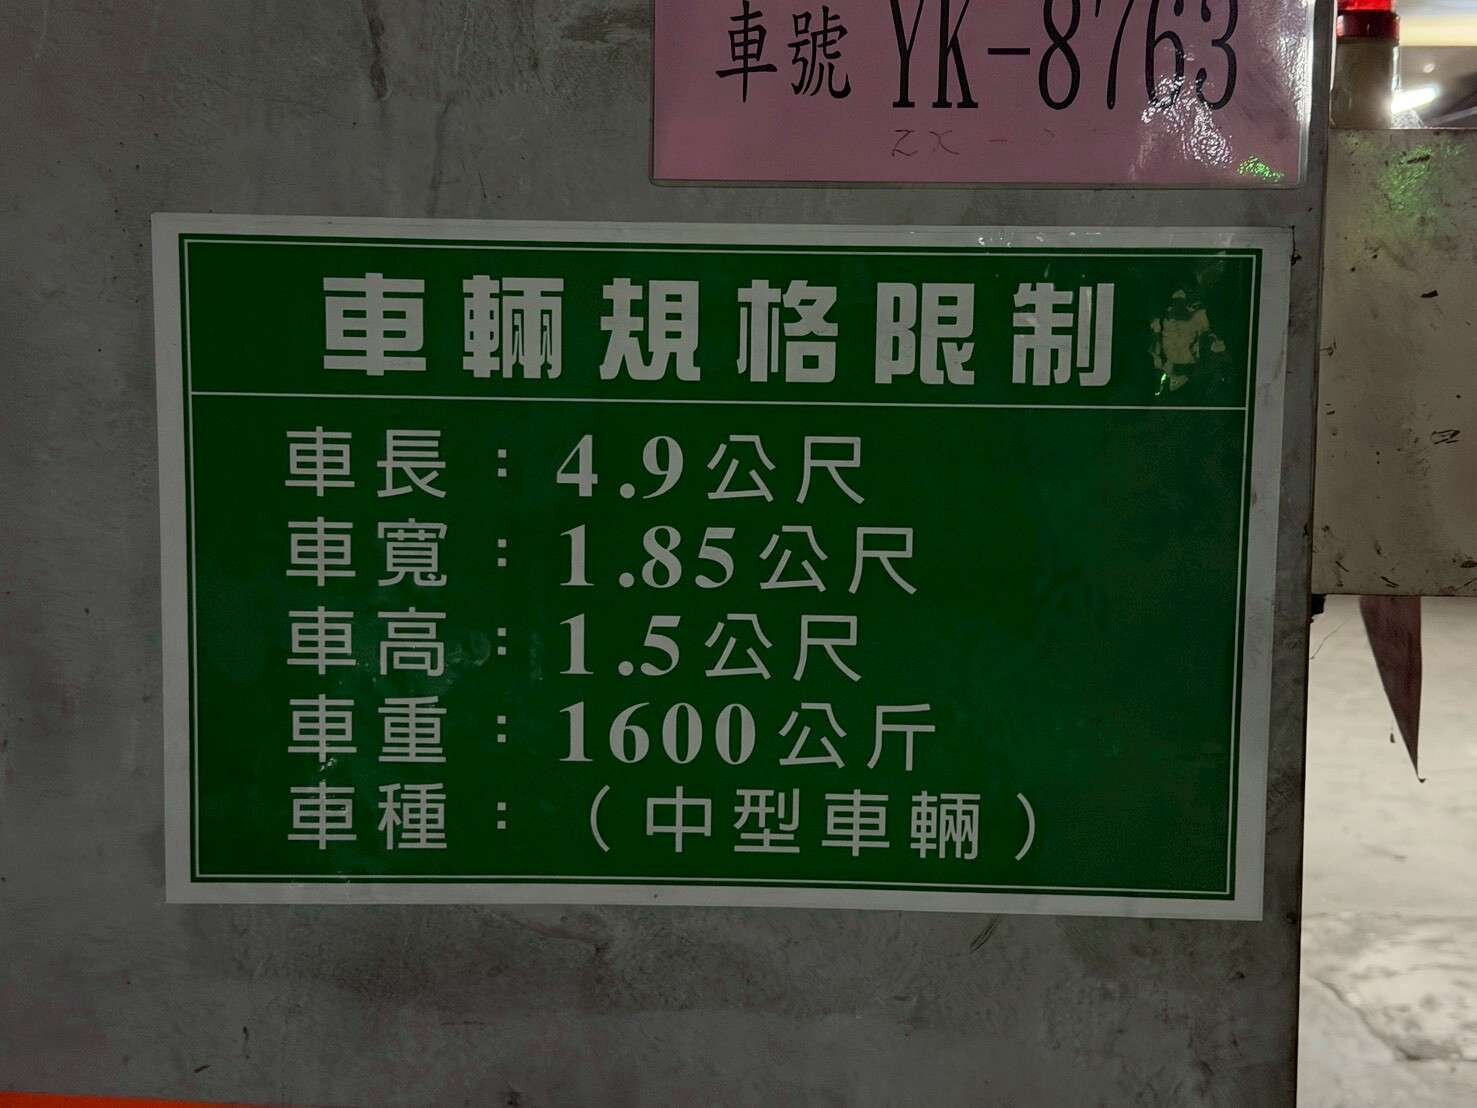 車號 YK-8763
車輛規格限制
車長：4.9公尺
車寬：1.85公尺
車高：1.5公尺
車重：1600公斤
車種：（中型車輛）